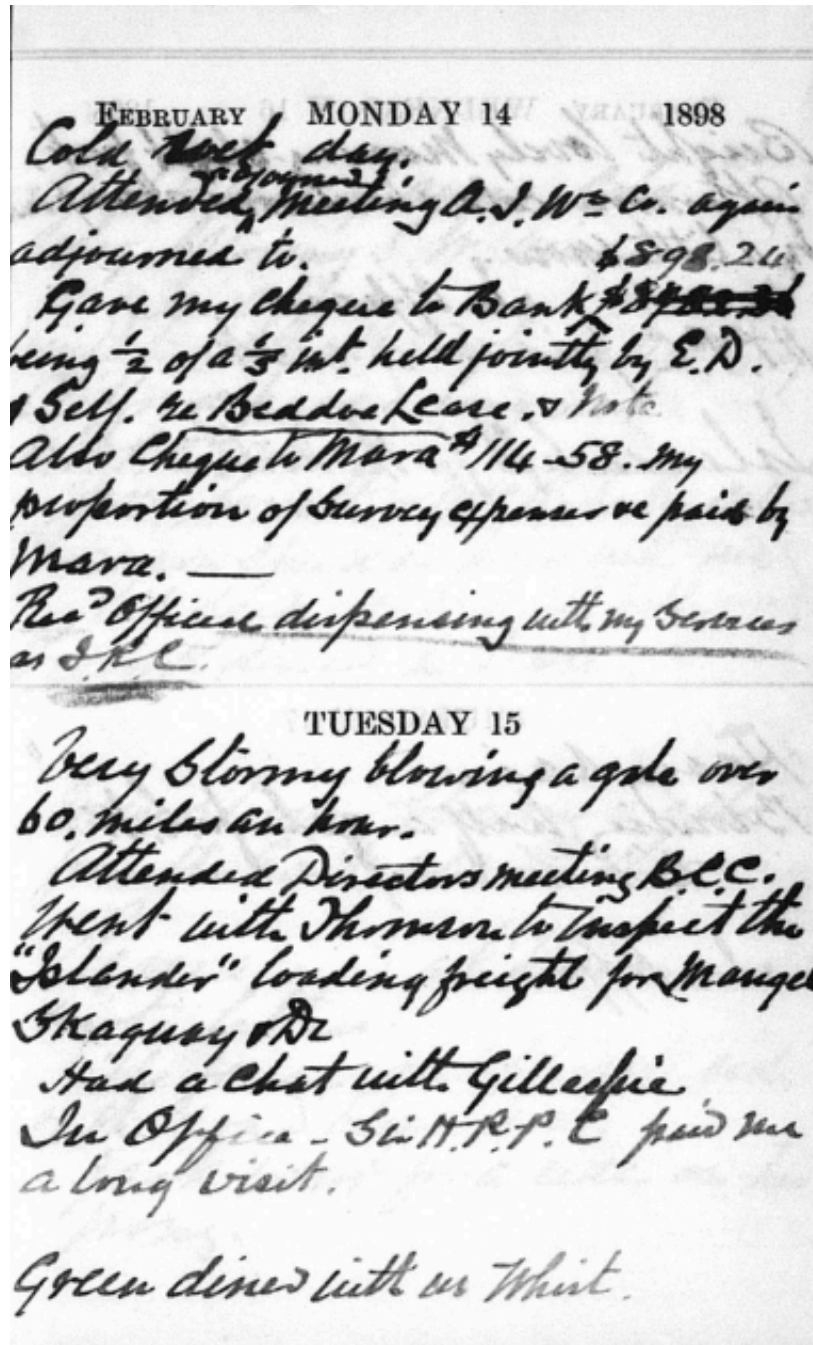 FEBRUARY MONDAY 14 1898
Cold wet day.
adjourned
Attended meeting A. I. Ws Co. again
adjourned to. $898.24
Gave my cheque to Bank
being ½ of a ⅓ int. held jointly by E.D.
& Self. re Beddoe Lease. & Note
Also Cheque to Mara $114-58. my
proportion of Survey expenses re paid by
Mara. —
Recd Official dispensing with my Services
as I.R.C.
TUESDAY 15
Very Stormy blowing a gale over
60. miles an hour.
Attended Directors meeting B.C.C.
Went with Thomson to inspect the
"Islander" loading freight for
Skaguay & Do
Had a chat with Gillespie
In Office - Sir H.P.P.C paid me
a long visit.
Green dined with us Whist.